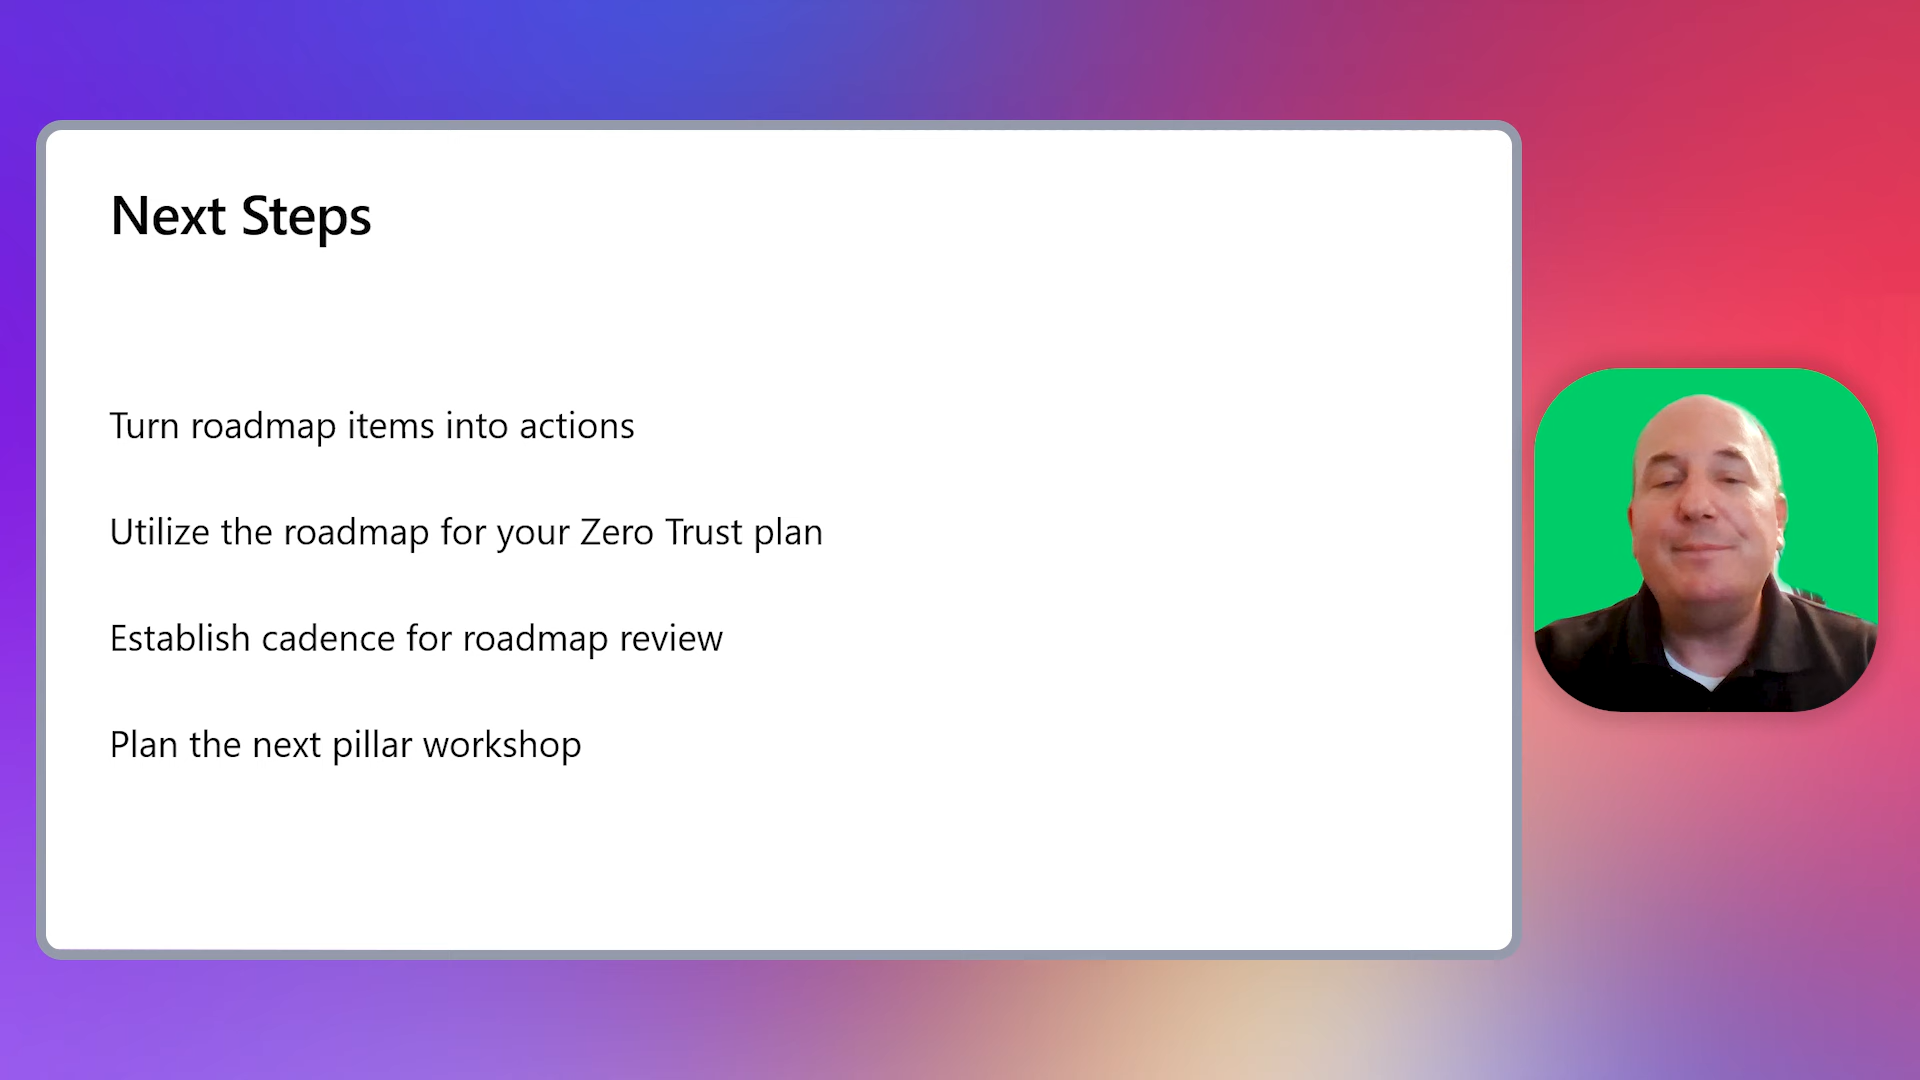 Next Steps
Turn roadmap items into actions
Utilize the roadmap for your Zero Trust plan
Establish cadence for roadmap review
Plan the next pillar workshop